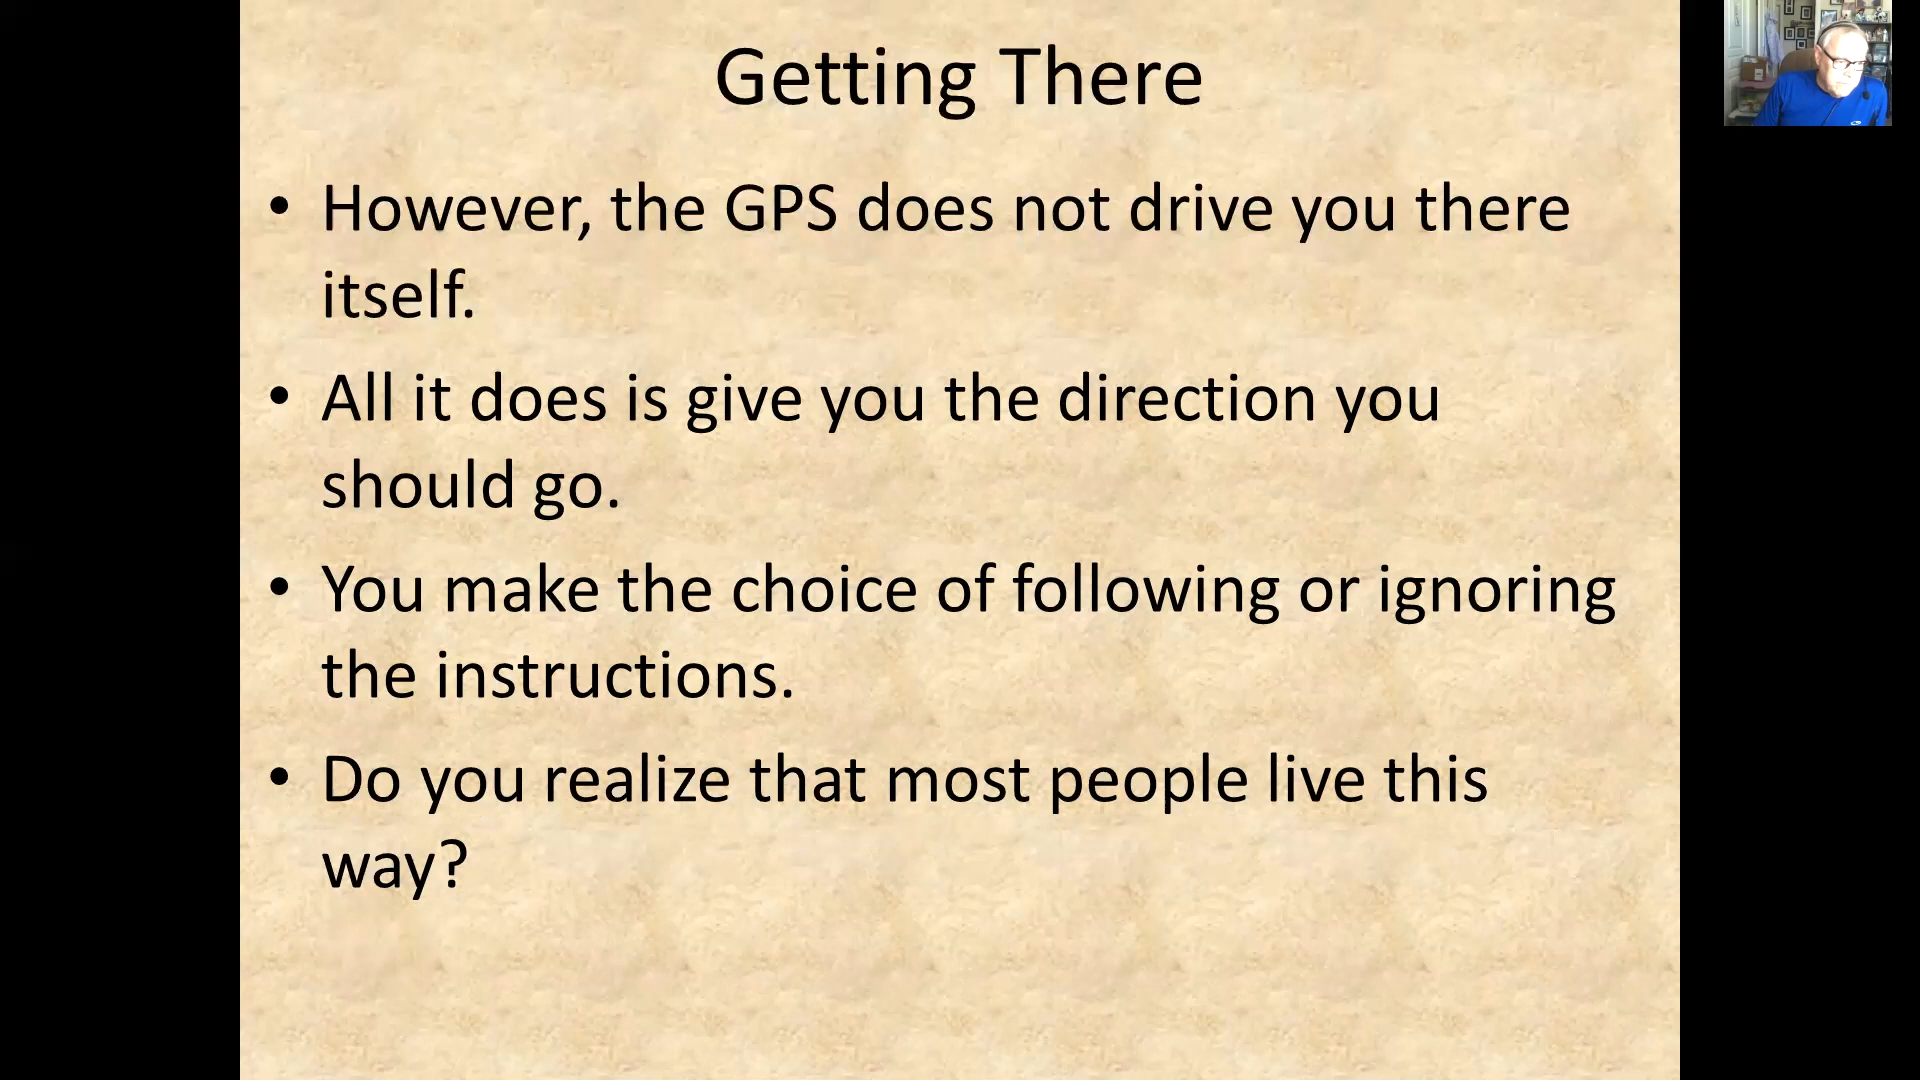 Getting There
• However, the GPS does not drive you there
itself.
• All it does is give you the direction you
should go.
• You make the choice of following or ignoring
the instructions.
• Do you realize that most people live this
way?